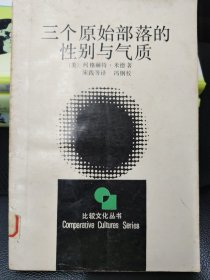 三个原始部落的
性别与气质
〔美〕玛格丽特·米德 著
宋践等译 冯钢校
比较文化丛书
Comparative Cultures Series